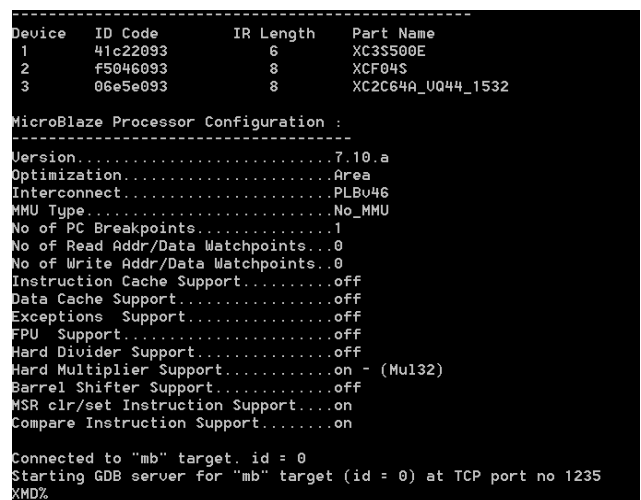 --------------------------------------------------
Device   ID Code        IR Length    Part Name
 1       41c22093           6        XC3S500E
 2       f5046093           8        XCF04S
 3       06e5e093           8        XC2C64A_VQ44_1532
MicroBlaze Processor Configuration :
-------------------------------------
Version............................7.10.a
Optimization.......................Area
Interconnect.......................PLBv46
MMU Type...........................No_MMU
No of PC Breakpoints...............1
No of Read Addr/Data Watchpoints...0
No of Write Addr/Data Watchpoints..0
Instruction Cache Support..........off
Data Cache Support.................off
Exceptions  Support................off
FPU  Support.......................off
Hard Divider Support...............off
Hard Multiplier Support............on - (Mul32)
Barrel Shifter Support.............off
MSR clr/set Instruction Support....on
Compare Instruction Support........on
Connected to "mb" target. id = 0
Starting GDB server for "mb" target (id = 0) at TCP port no 1235
XMD%